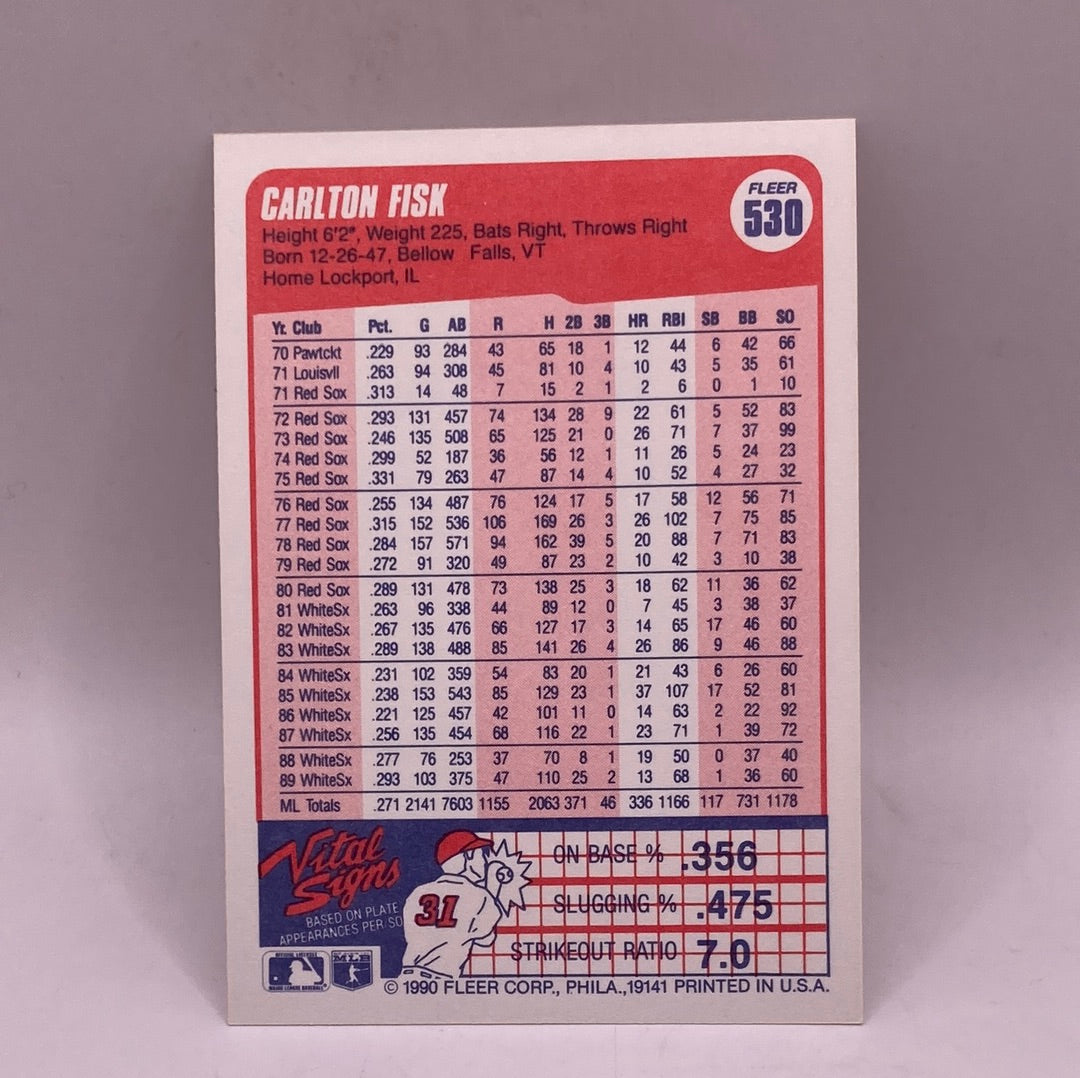 CARLTON FISK
FLEER
530
Height 6'2", Weight 225, Bats Right, Throws Right
Born 12-26-47, Bellow Falls, VT
Home Lockport, IL
Yr. Club Pct. G AB R H 2B 3B HR RBI SB BB SO
70 Pawtckt .229 93 284 43 65 18 1 12 44 6 42 66
71 Louisvll .263 94 308 45 81 10 4 10 43 5 35 61
71 Red Sox .313 14 48 7 15 2 1 2 6 0 1 10
72 Red Sox .293 131 457 74 134 28 9 22 61 5 52 83
73 Red Sox .246 135 508 65 125 21 0 26 71 7 37 99
74 Red Sox .299 52 187 36 56 12 1 11 26 5 24 23
75 Red Sox .331 79 263 47 87 14 4 10 52 4 27 32
76 Red Sox .255 134 487 76 124 17 5 17 58 12 56 71
77 Red Sox .315 152 536 106 169 26 3 26 102 7 75 85
78 Red Sox .284 157 571 94 162 39 5 20 88 7 71 83
79 Red Sox .272 91 320 49 87 23 2 10 42 3 10 38
80 Red Sox .289 131 478 73 138 25 3 18 62 11 36 62
81 WhiteSx .263 96 338 44 89 12 0 7 45 3 38 37
82 WhiteSx .267 135 476 66 127 17 3 14 65 17 46 60
83 WhiteSx .289 138 488 85 141 26 4 26 86 9 46 88
84 WhiteSx .231 102 359 54 83 20 1 21 43 6 26 60
85 WhiteSx .238 153 543 85 129 23 1 37 107 17 52 81
86 WhiteSx .221 125 457 42 101 11 0 14 63 2 22 92
87 WhiteSx .256 135 454 68 116 22 1 23 71 1 39 72
88 WhiteSx .277 76 253 37 70 8 1 19 50 0 37 40
89 WhiteSx .293 103 375 47 110 25 2 13 68 1 36 60
ML Totals .271 2141 7603 1155 2063 371 46 336 1166 117 731 1178
Vital
Signs
BASED ON PLATE
APPEARANCES PER SO
31
ON BASE % .356
SLUGGING % .475
STRIKEOUT RATIO 7.0
OFFICIAL LICENSEE
MAJOR LEAGUE BASEBALL
MLB
© 1990 FLEER CORP., PHILA.,19141 PRINTED IN U.S.A.